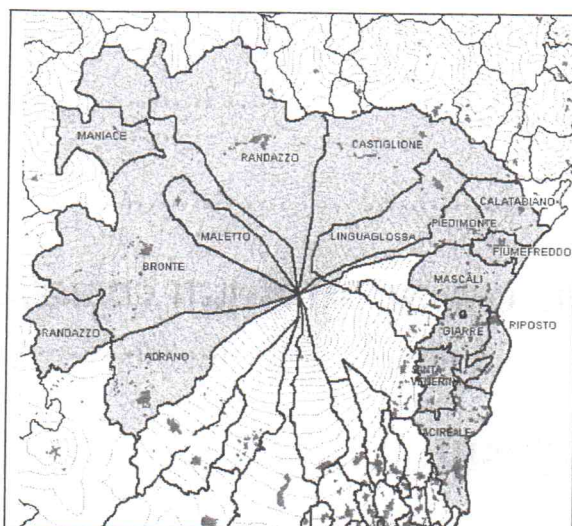 MANIACE
RANDAZZO
CASTIGLIONE
CALATABIANO
PIEDIMONTE
MALETTO
LINGUAGLOSSA
FIUMEFREDDO
BRONTE
MASCALI
RANDAZZO
GIARRE
RIPOSTO
ADRANO
SANTA
VENERINA
ACIREALE